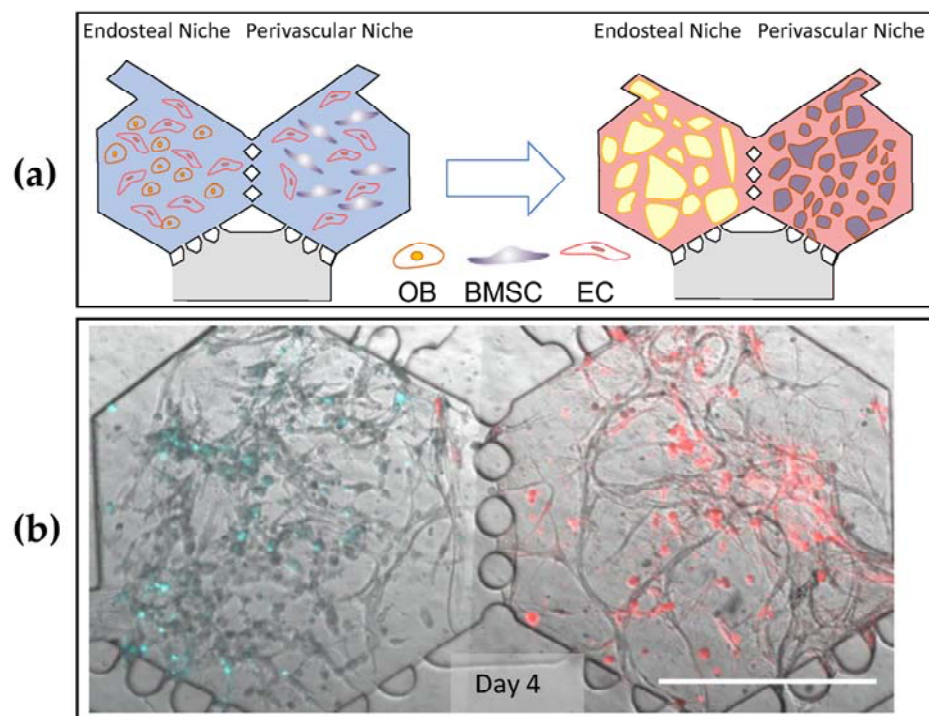 (a)
Endosteal Niche Perivascular Niche
Endosteal Niche Perivascular Niche
OB BMSC EC
(b)
Day 4